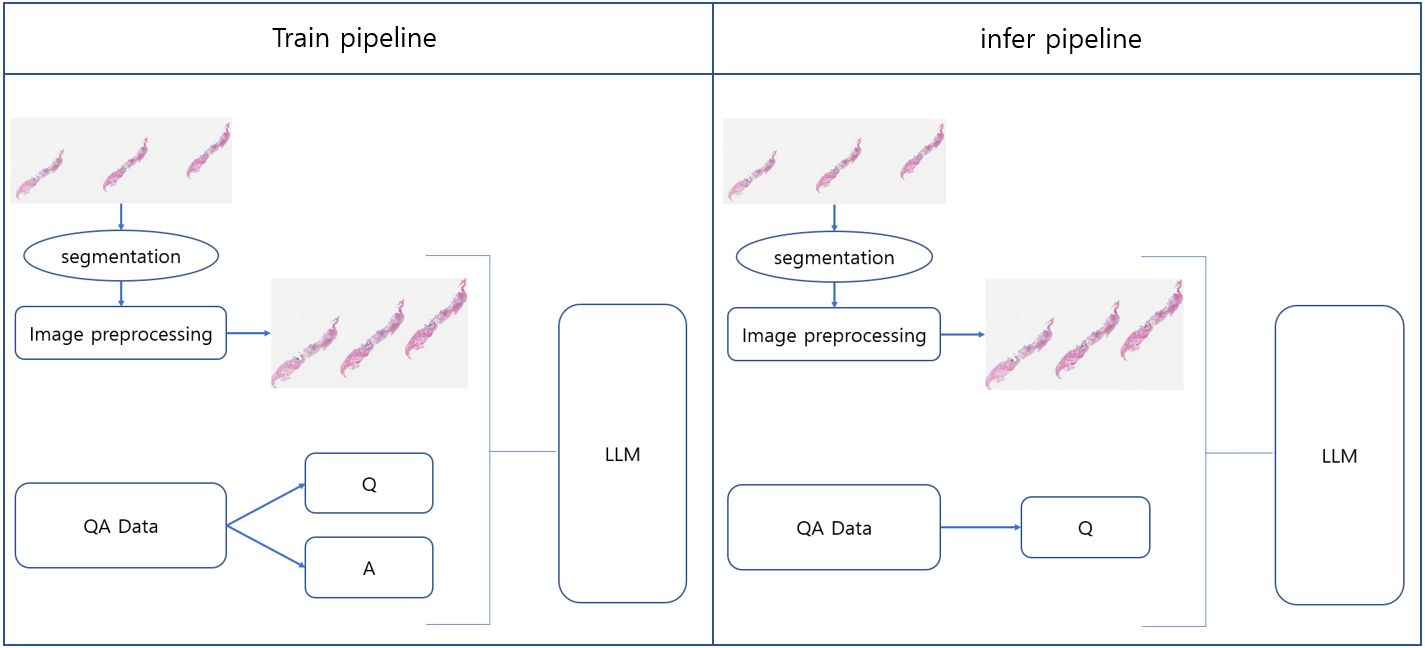 Train pipeline
infer pipeline
segmentation
Image preprocessing
LLM
Q
QA Data
A
segmentation
Image preprocessing
LLM
QA Data
Q